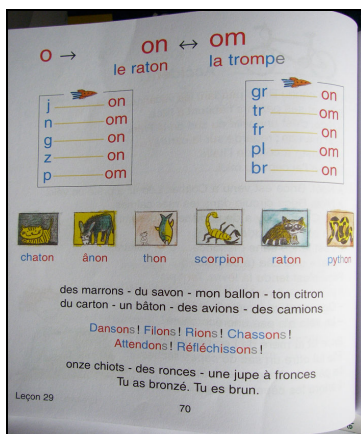 o → on ↔ om
le raton la trompe
j on
n om
g on
z on
p om
gr on
tr om
fr on
pl om
br on
chaton ânon thon scorpion raton python
des marrons - du savon - mon ballon - ton citron
du carton - un bâton - des avions - des camions
Dansons ! Filons ! Rions ! Chassons !
Attendons ! Réfléchissons !
onze chiots - des ronces - une jupe à fronces
Tu as bronzé. Tu es brun.
Leçon 29
70